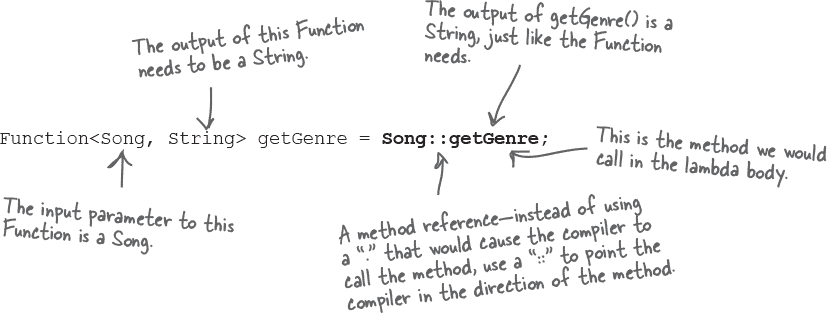 The output of this Function
needs to be a String.
The output of getGenre() is a
String, just like the Function
needs.
Function<Song, String> getGenre = Song::getGenre;
This is the method we would
call in the lambda body.
The input parameter to this
Function is a Song.
A method reference—instead of using
a “.” that would cause the compiler to
call the method, use a “::” to point the
compiler in the direction of the method.